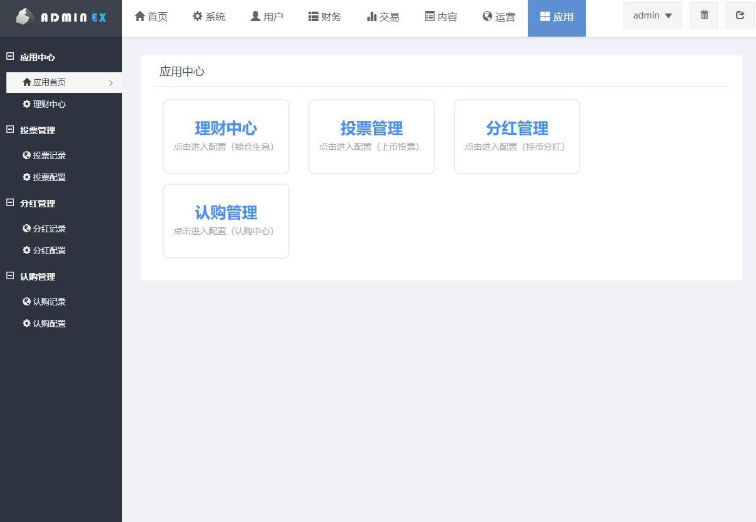 ADMIN EX
首页
系统
用户
财务
交易
内容
运营
应用
admin
应用中心
应用首页
理财中心
投票管理
投票记录
投票配置
分红管理
分红记录
分红配置
认购管理
认购记录
认购配置
应用中心
理财中心
点击进入配置（锁仓生息）
投票管理
点击进入配置（上币投票）
分红管理
点击进入配置（持币分红）
认购管理
点击进入配置（认购中心）